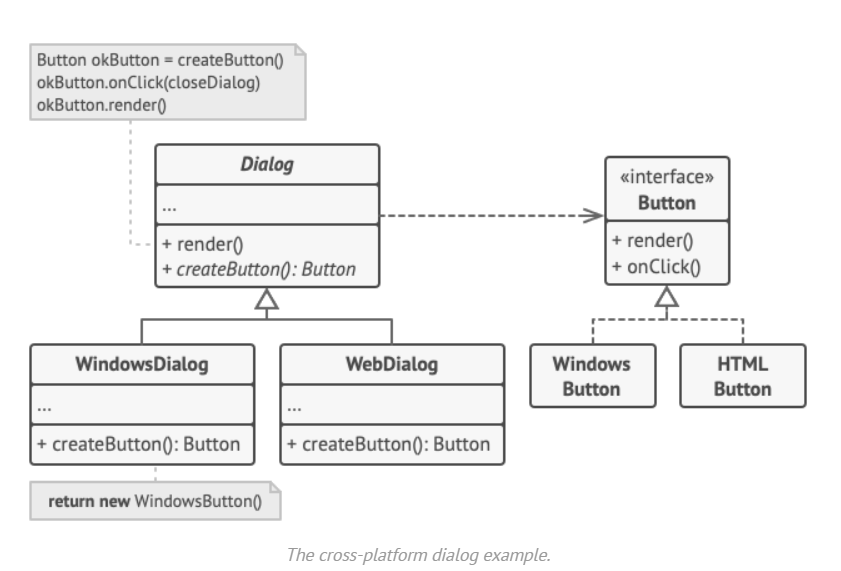 Button okButton = createButton()
okButton.onClick(closeDialog)
okButton.render()
Dialog
...
+ render()
+ createButton(): Button
«interface»
Button
+ render()
+ onClick()
WindowsDialog
...
+ createButton(): Button
WebDialog
...
+ createButton(): Button
Windows
Button
HTML
Button
return new WindowsButton()
The cross-platform dialog example.